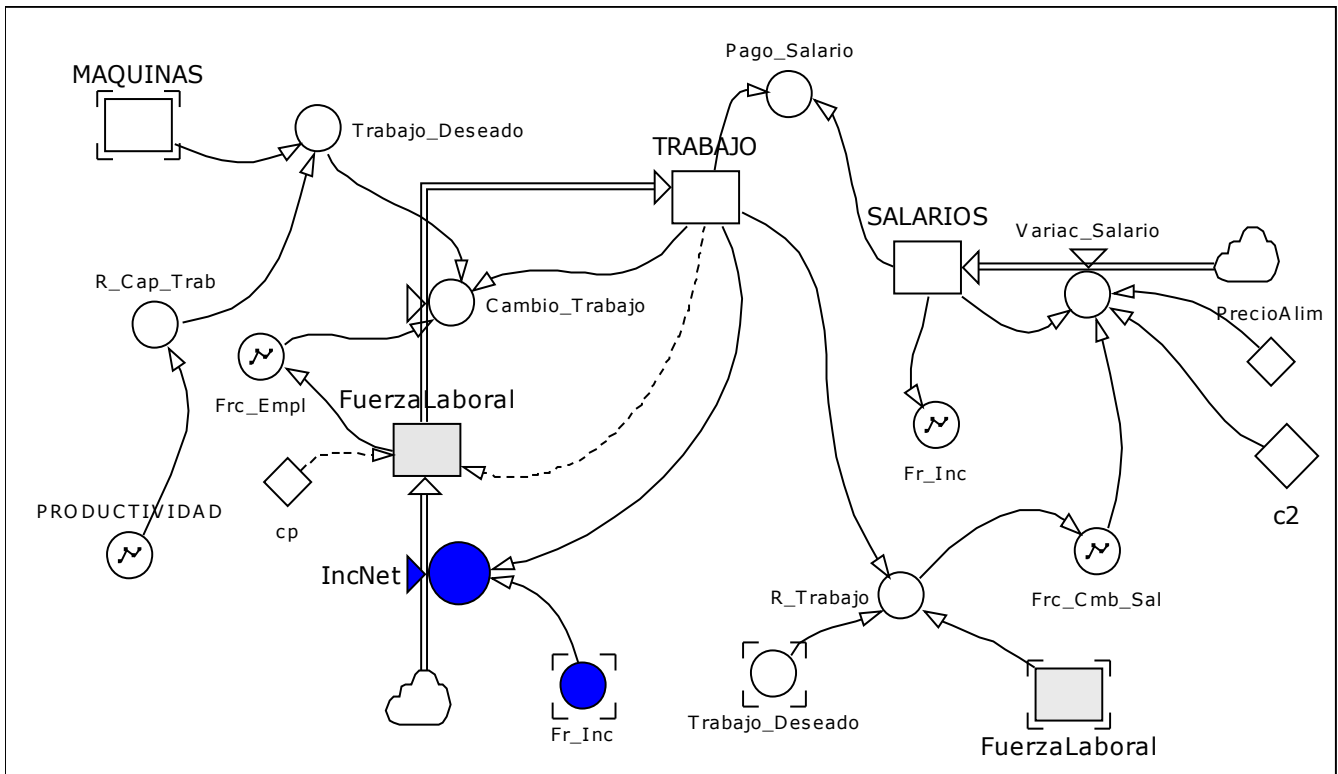 Pago_Salario
MAQUINAS
Trabajo_Deseado
TRABAJO
SALARIOS
Variac_Salario
R_Cap_Trab
Cambio_Trabajo
PrecioAlim
Frc_Empl
FuerzaLaboral
Fr_Inc
PRODUCTIVIDAD
cp
c2
IncNet
R_Trabajo
Frc_Cmb_Sal
Trabajo_Deseado
Fr_Inc
FuerzaLaboral